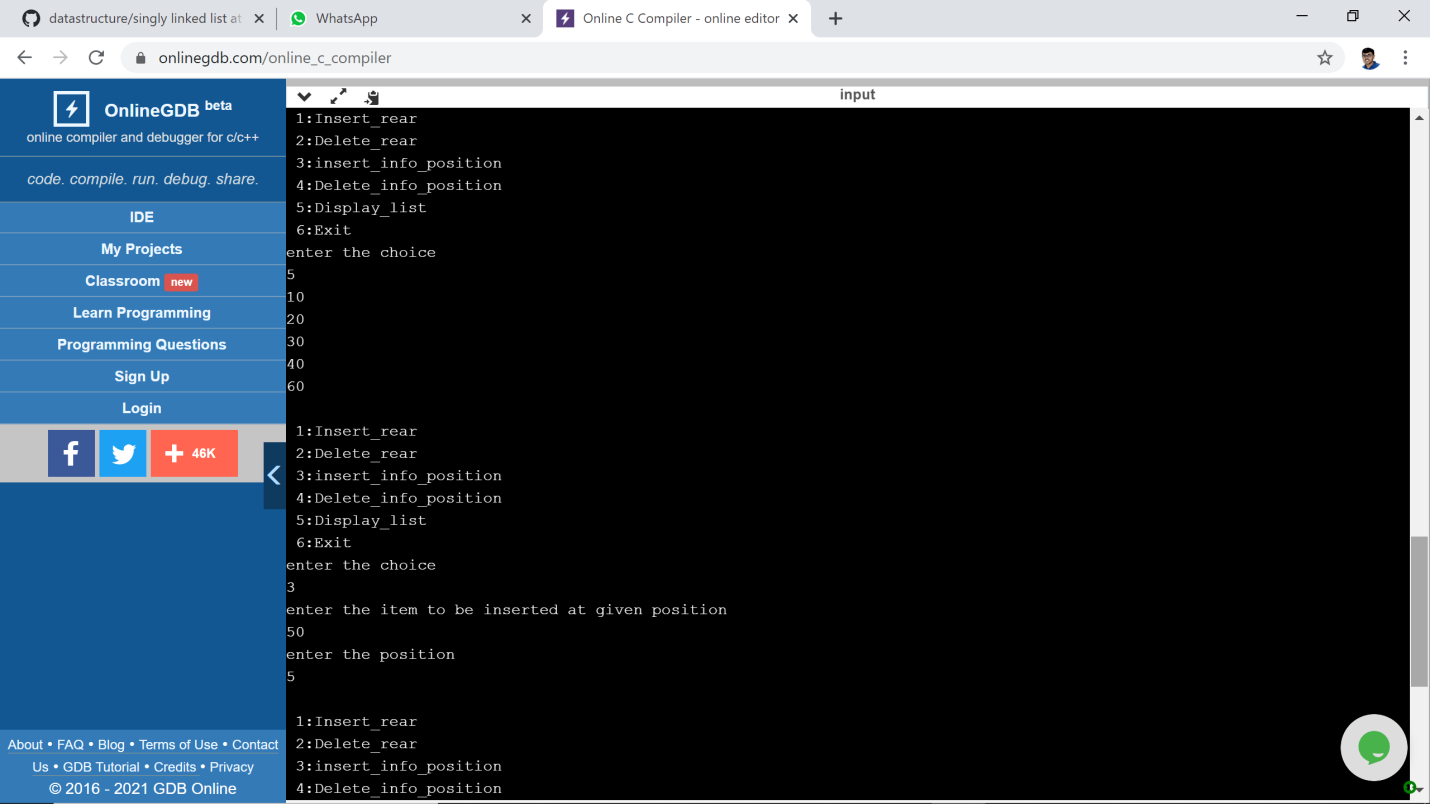 datastructure/singly linked list at
WhatsApp
Online C Compiler - online editor
onlinegdb.com/online_c_compiler
OnlineGDB beta
online compiler and debugger for c/c++
code. compile. run. debug. share.
IDE
My Projects
Classroom new
Learn Programming
Programming Questions
Sign Up
Login
46K
About • FAQ • Blog • Terms of Use • Contact
Us • GDB Tutorial • Credits • Privacy
© 2016 - 2021 GDB Online
input
1:Insert_rear
2:Delete_rear
3:insert_info_position
4:Delete_info_position
5:Display_list
6:Exit
enter the choice
5
10
20
30
40
60
1:Insert_rear
2:Delete_rear
3:insert_info_position
4:Delete_info_position
5:Display_list
6:Exit
enter the choice
3
enter the item to be inserted at given position
50
enter the position
5
1:Insert_rear
2:Delete_rear
3:insert_info_position
4:Delete_info_position